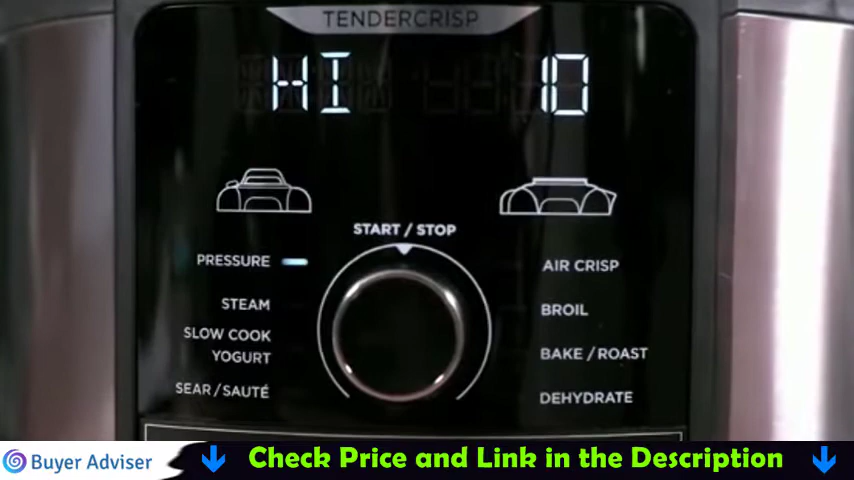 TENDERCRISP
HI 10
START / STOP
PRESSURE
AIR CRISP
STEAM
BROIL
SLOW COOK
YOGURT
BAKE / ROAST
SEAR / SAUTÉ
DEHYDRATE
Buyer Adviser
Check Price and Link in the Description